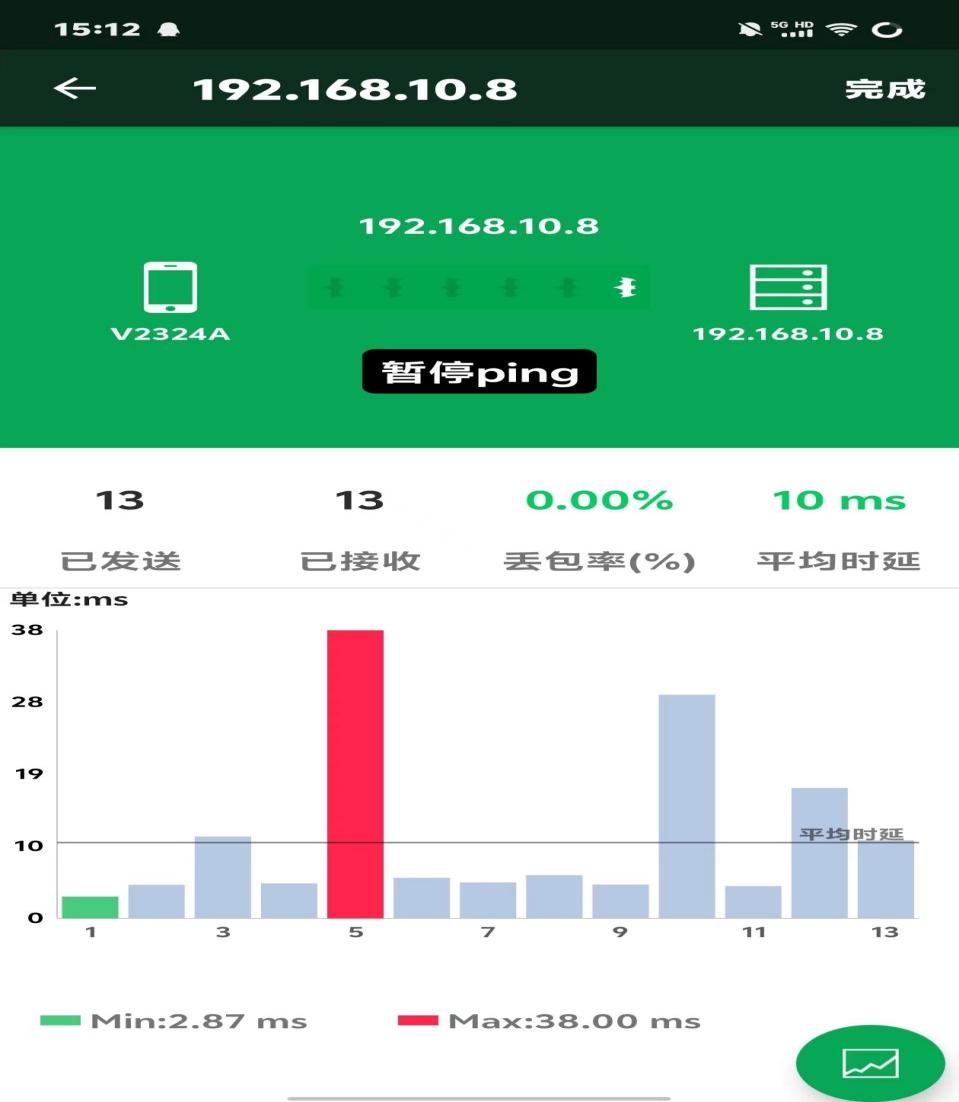 15:12 5G HD
192.168.10.8 完成
192.168.10.8
V2324A 192.168.10.8
暂停ping
13 13 0.00% 10 ms
已发送 已接收 丢包率(%) 平均时延
单位:ms
38
28
19
平均时延
10
0
1 3 5 7 9 11 13
Min:2.87 ms Max:38.00 ms